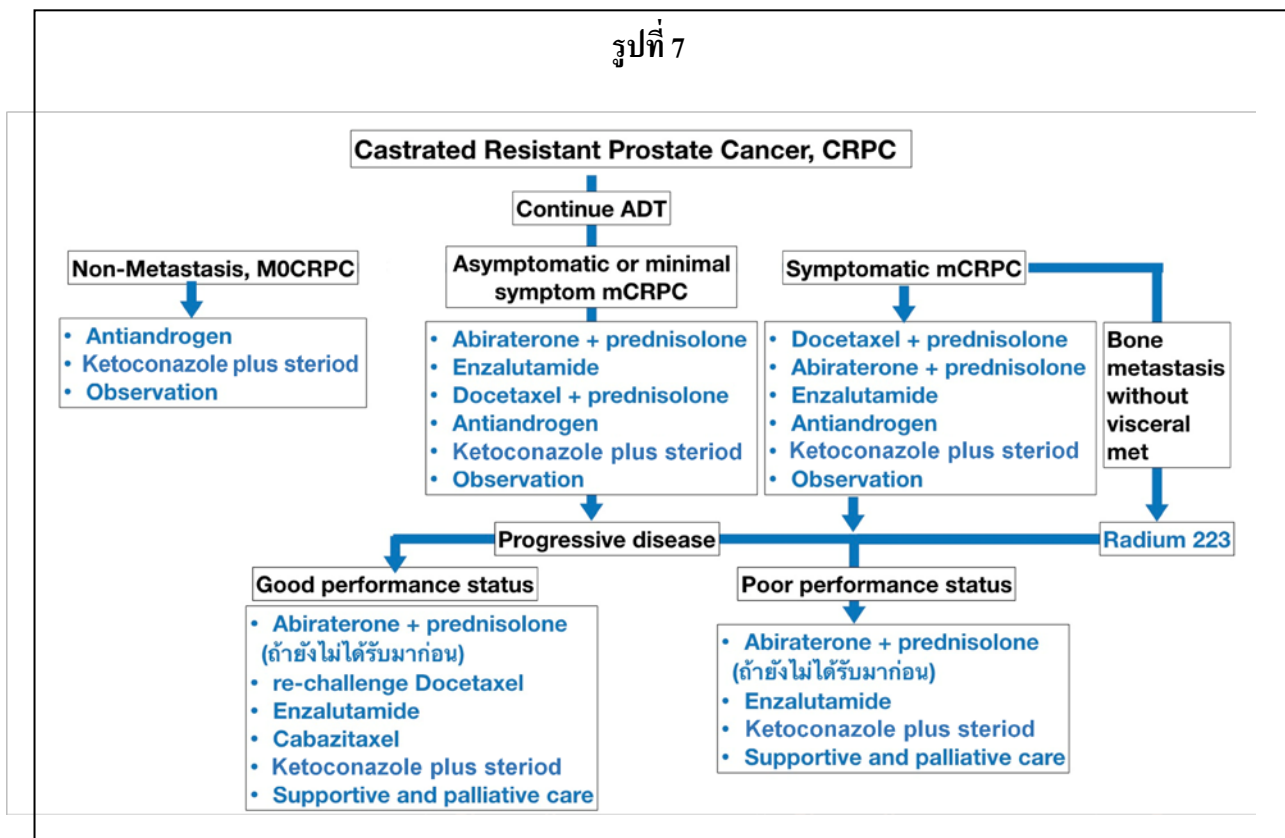 รูปที่ 7
Castrated Resistant Prostate Cancer, CRPC
Continue ADT
Non-Metastasis, M0CRPC
• Antiandrogen
• Ketoconazole plus steriod
• Observation
Asymptomatic or minimal
symptom mCRPC
• Abiraterone + prednisolone
• Enzalutamide
• Docetaxel + prednisolone
• Antiandrogen
• Ketoconazole plus steriod
• Observation
Symptomatic mCRPC
• Docetaxel + prednisolone
• Abiraterone + prednisolone
• Enzalutamide
• Antiandrogen
• Ketoconazole plus steriod
• Observation
Bone
metastasis
without
visceral
met
Progressive disease
Radium 223
Good performance status
• Abiraterone + prednisolone
(ถ้ายังไม่ได้รับมาก่อน)
• re-challenge Docetaxel
• Enzalutamide
• Cabazitaxel
• Ketoconazole plus steriod
• Supportive and palliative care
Poor performance status
• Abiraterone + prednisolone
(ถ้ายังไม่ได้รับมาก่อน)
• Enzalutamide
• Ketoconazole plus steriod
• Supportive and palliative care